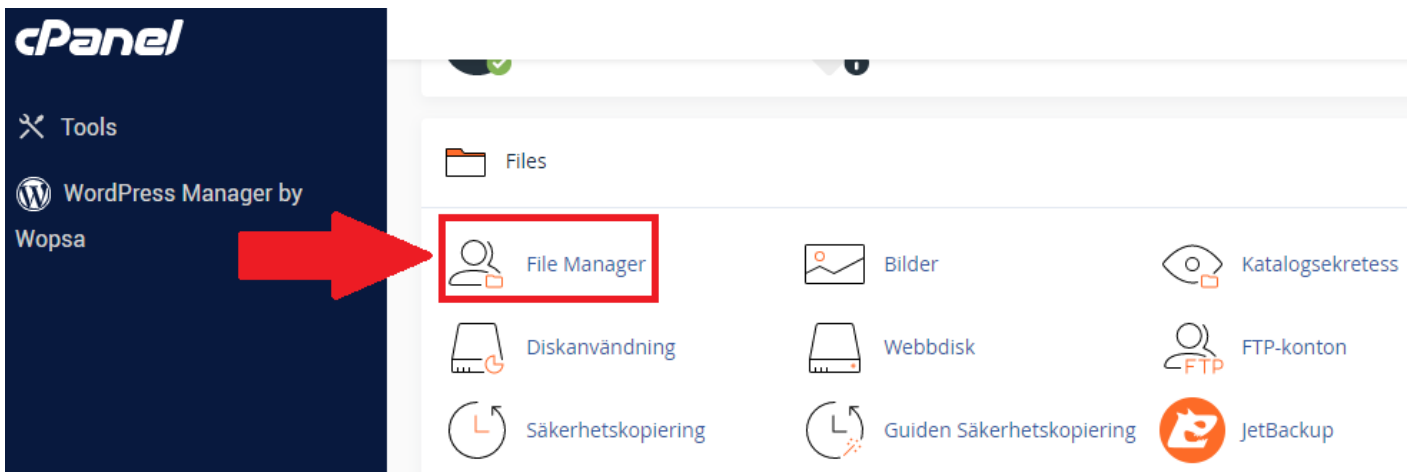 cPanel
Tools
WordPress Manager by
Wopsa
Files
File Manager
Bilder
Katalogsekretess
Diskanvändning
Webbdisk
FTP-konton
FTP
Säkerhetskopiering
Guiden Säkerhetskopiering
JetBackup